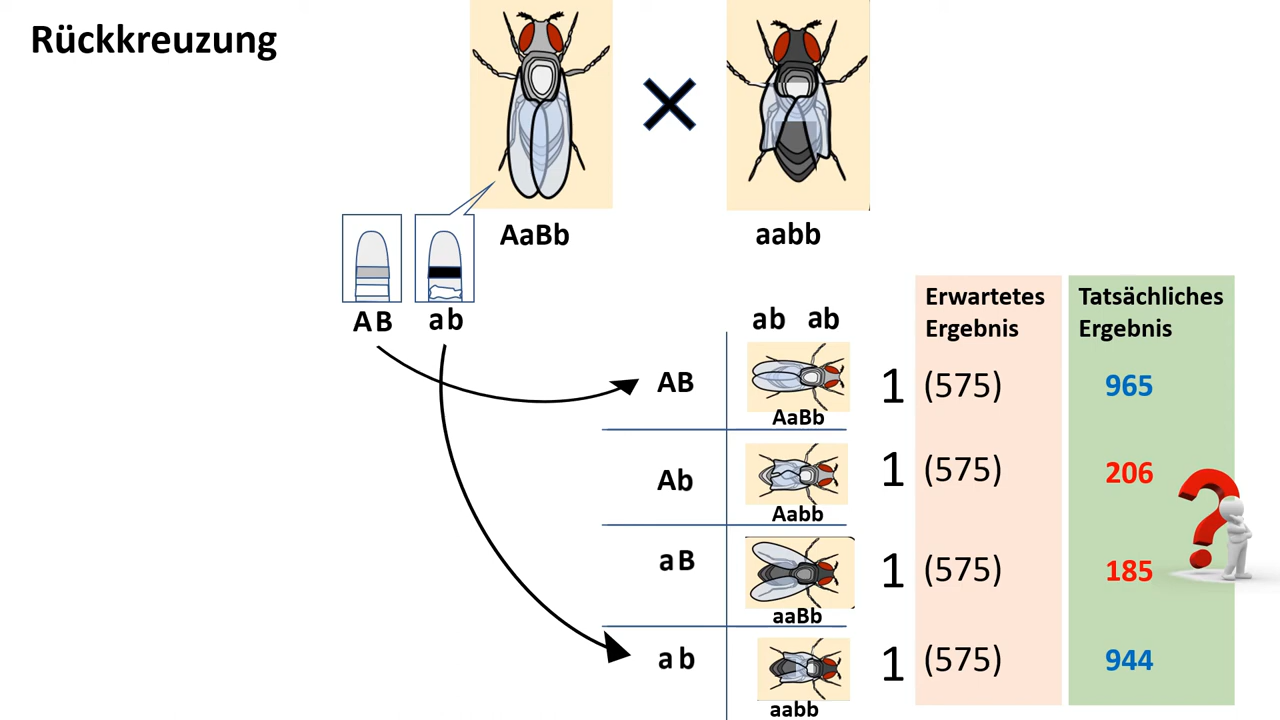 Rückkreuzung
AaBb
aabb
AB
ab
ab ab
Erwartetes
Ergebnis
Tatsächliches
Ergebnis
AB
AaBb
1 (575)
965
Ab
Aabb
1 (575)
206
aB
aaBb
1 (575)
185
ab
aabb
1 (575)
944